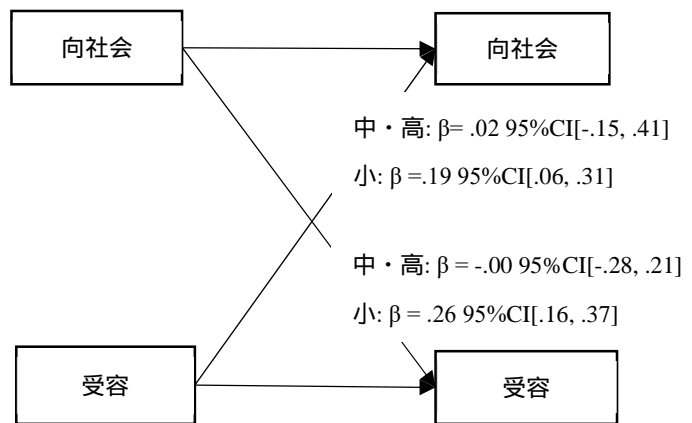 向社会
向社会
中・高: β= .02 95%CI[-.15, .41]
小: β =.19 95%CI[.06, .31]
中・高: β = -.00 95%CI[-.28, .21]
小: β = .26 95%CI[.16, .37]
受容
受容